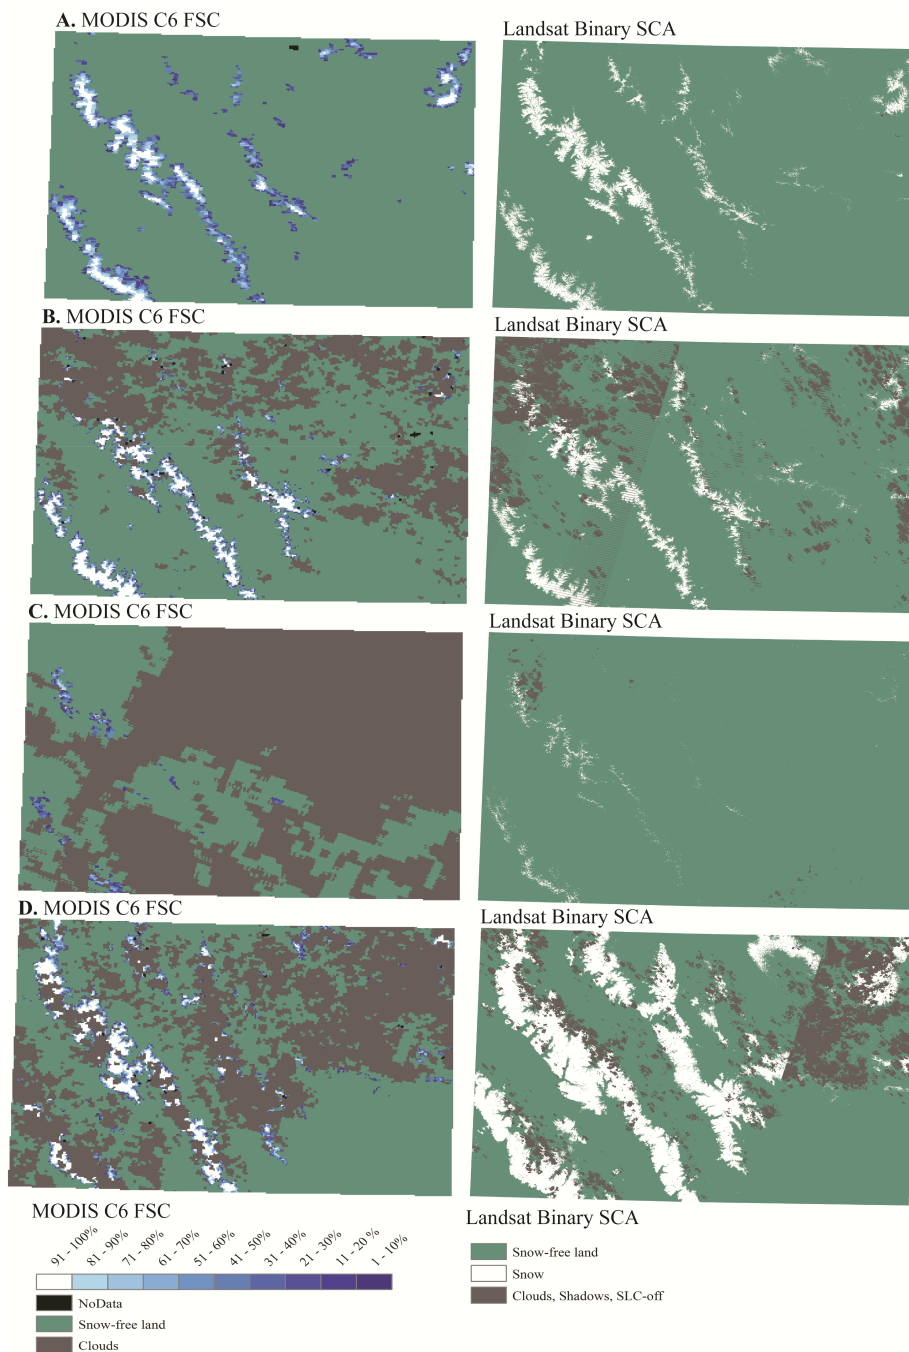 A. MODIS C6 FSC
Landsat Binary SCA
B. MODIS C6 FSC
Landsat Binary SCA
C. MODIS C6 FSC
Landsat Binary SCA
D. MODIS C6 FSC
Landsat Binary SCA
MODIS C6 FSC
91 - 100%
81 - 90%
71 - 80%
61 - 70%
51 - 60%
41 - 50%
31 - 40%
21 - 30%
11 - 20 %
1 - 10%
NoData
Snow-free land
Clouds
Landsat Binary SCA
Snow-free land
Snow
Clouds, Shadows, SLC-off